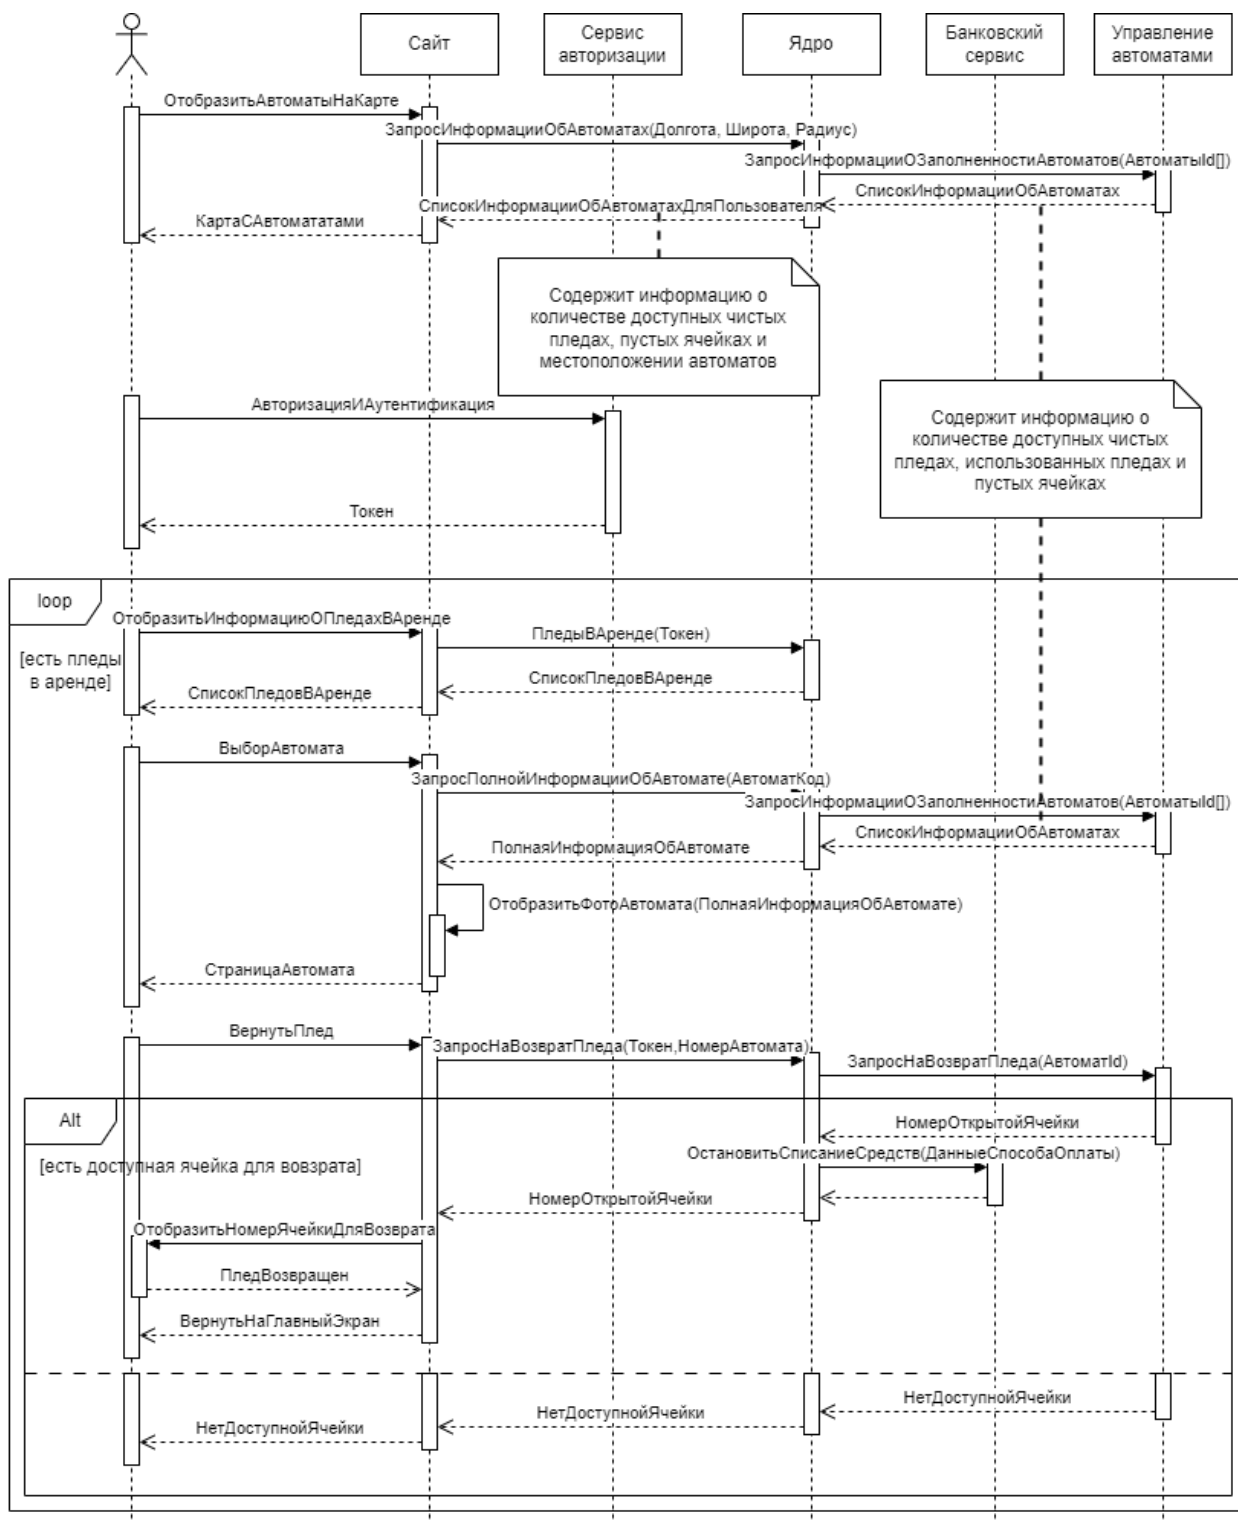 Сайт
Сервис
авторизации
Ядро
Банковский
сервис
Управление
автоматами
ОтобразитьАвтоматыНаКарте
ЗапросИнформацииОбАвтоматах(Долгота, Широта, Радиус)
ЗапросИнформацииОЗаполненностиАвтоматов(АвтоматыId[])
СписокИнформацииОбАвтоматах
СписокИнформацииОбАвтоматахДляПользователя
КартаСАвтомататами
Содержит информацию о
количестве доступных чистых
пледах, пустых ячейках и
местоположении автоматов
АвторизацияИАутентификация
Содержит информацию о
количестве доступных чистых
пледах, использованных пледах и
пустых ячейках
Токен
loop
[есть пледы
в аренде]
ОтобразитьИнформациюОПледахВАренде
ПледыВАренде(Токен)
СписокПледовВАренде
СписокПледовВАренде
ВыборАвтомата
ЗапросПолнойИнформацииОбАвтомате(АвтоматКод)
ЗапросИнформацииОЗаполненностиАвтоматов(АвтоматыId[])
СписокИнформацииОбАвтоматах
ПолнаяИнформацияОбАвтомате
ОтобразитьФотоАвтомата(ПолнаяИнформацияОбАвтомате)
СтраницаАвтомата
ВернутьПлед
ЗапросНаВозвратПледа(Токен,НомерАвтомата)
ЗапросНаВозвратПледа(АвтоматId)
Alt
[есть доступная ячейка для вовзрата]
НомерОткрытойЯчейки
ОстановитьСписаниеСредств(ДанныеСпособаОплаты)
НомерОткрытойЯчейки
ОтобразитьНомерЯчейкиДляВозврата
ПледВозвращен
ВернутьНаГлавныйЭкран
НетДоступнойЯчейки
НетДоступнойЯчейки
НетДоступнойЯчейки